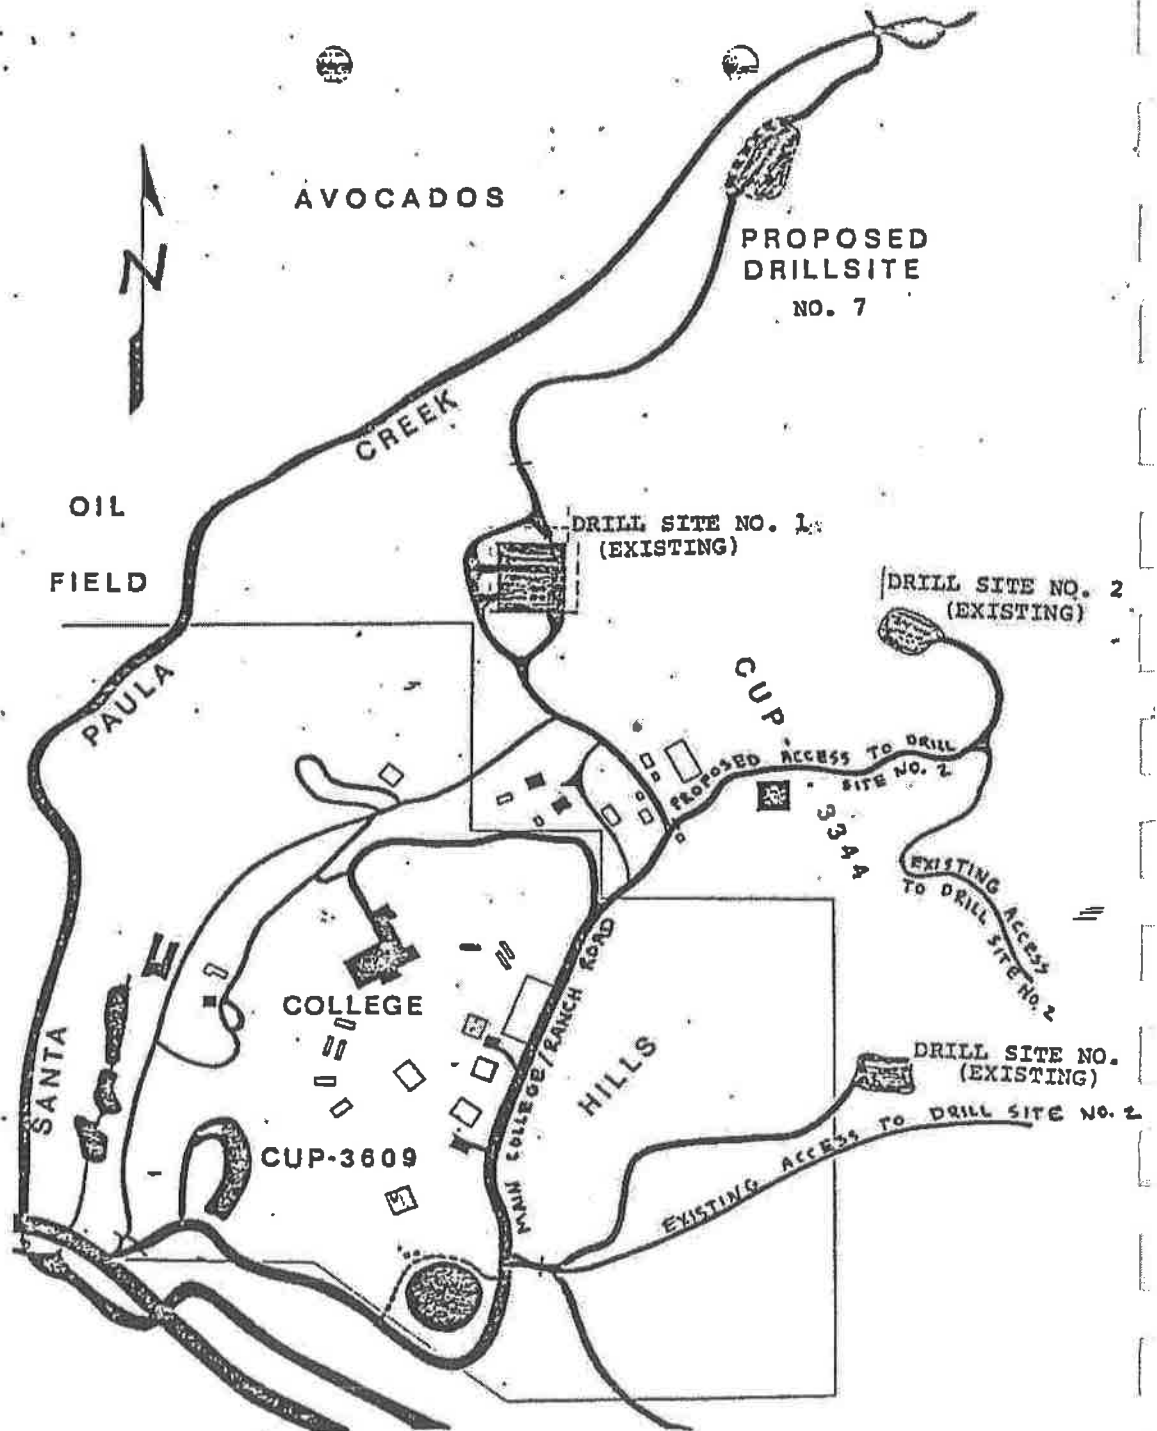 AVOCADOS
N
PROPOSED
DRILLSITE
NO. 7
CREEK
OIL
FIELD
DRILL SITE NO. 1
(EXISTING)
DRILL SITE NO. 2
(EXISTING)
PAULA
CUP
3344
PROPOSED ACCESS TO DRILL
SITE NO. 2
EXISTING ACCESS
TO DRILL SITE NO. 2
COLLEGE
MAIN COLLEGE/RANCH ROAD
HILLS
SANTA
DRILL SITE NO.
(EXISTING)
EXISTING ACCESS TO DRILL SITE NO. 2
CUP-3609